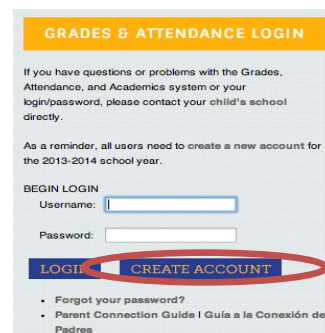 GRADES & ATTENDANCE LOGIN
If you have questions or problems with the Grades,
Attendance, and Academics system or your
login/password, please contact your child's school
directly.
As a reminder, all users need to create a new account for
the 2013-2014 school year.
BEGIN LOGIN
Username:
Password:
LOGIN CREATE ACCOUNT
• Forgot your password?
• Parent Connection Guide I Guía a la Conexión de
Padres